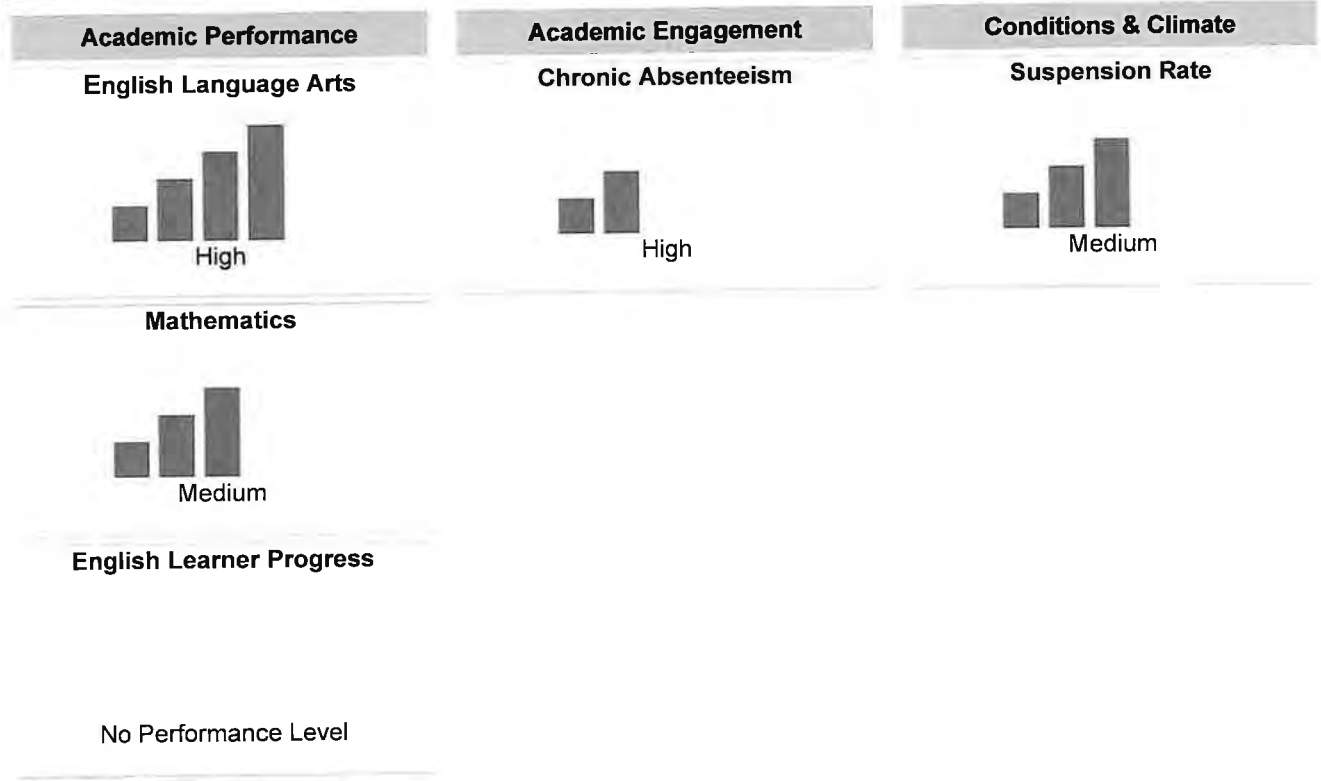 Academic Performance
English Language Arts
High
Mathematics
Medium
English Learner Progress
No Performance Level
Academic Engagement
Chronic Absenteeism
High
Conditions & Climate
Suspension Rate
Medium